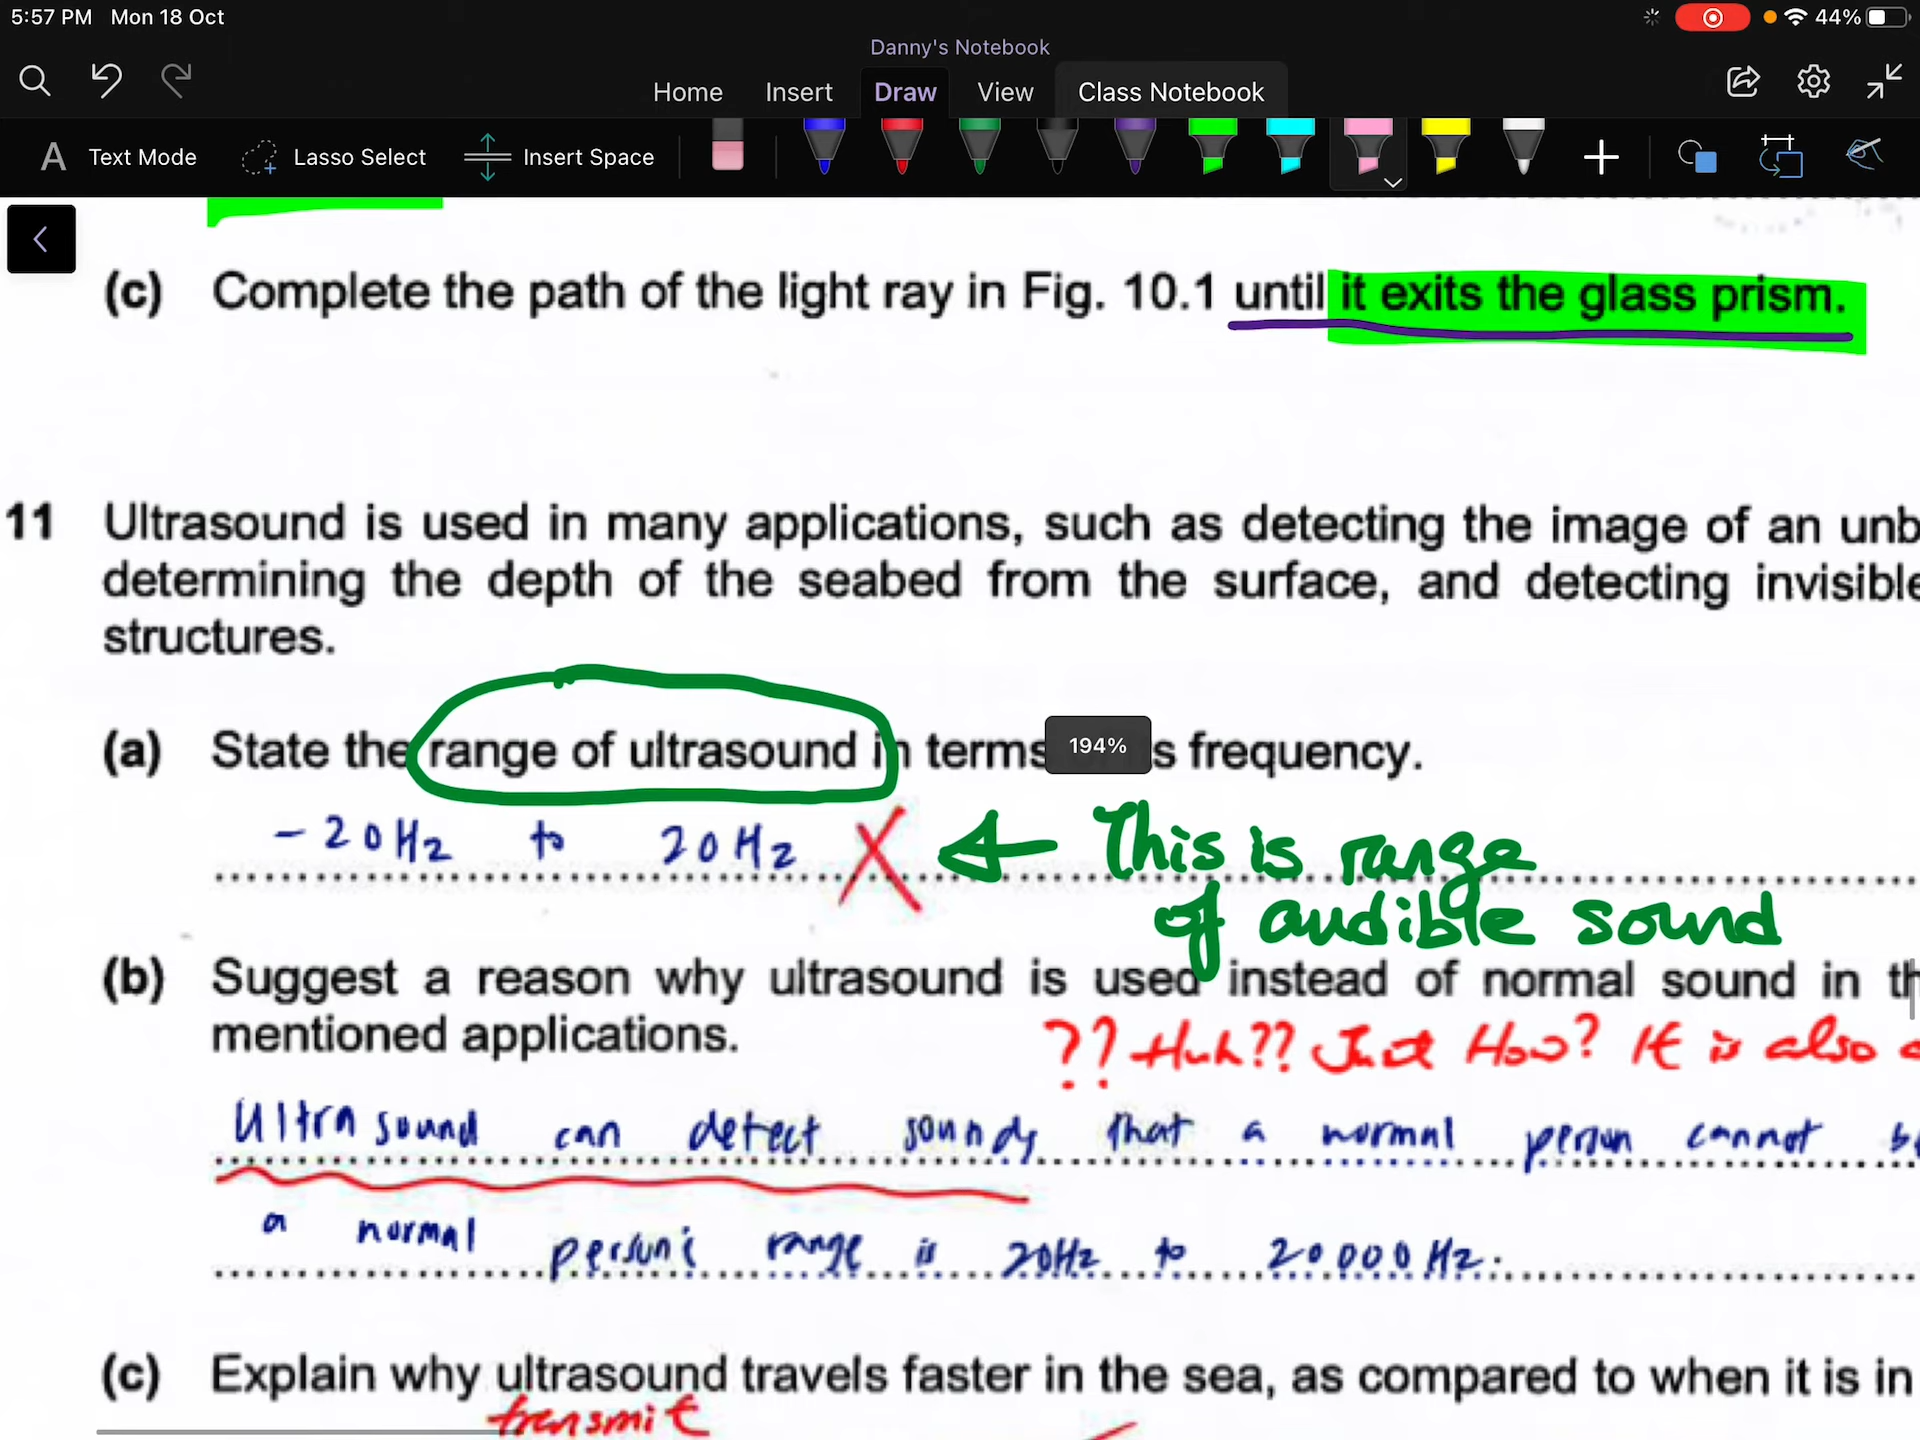 5:57 PM Mon 18 Oct
44%
Danny's Notebook
Home Insert Draw View Class Notebook
A Text Mode Lasso Select Insert Space
(c) Complete the path of the light ray in Fig. 10.1 until it exits the glass prism.
11 Ultrasound is used in many applications, such as detecting the image of an unb
determining the depth of the seabed from the surface, and detecting invisible
structures.
(a) State the range of ultrasound in terms s frequency.
194%
-20Hz to 20Hz X
This is range
of audible sound
(b) Suggest a reason why ultrasound is used instead of normal sound in th
mentioned applications.
?? Huh?? Just How? It is also
Ultra sound can detect sounds that a normal person cannot
a normal person's range is 20Hz to 20000Hz.
(c) Explain why ultrasound travels faster in the sea, as compared to when it is in
transmit